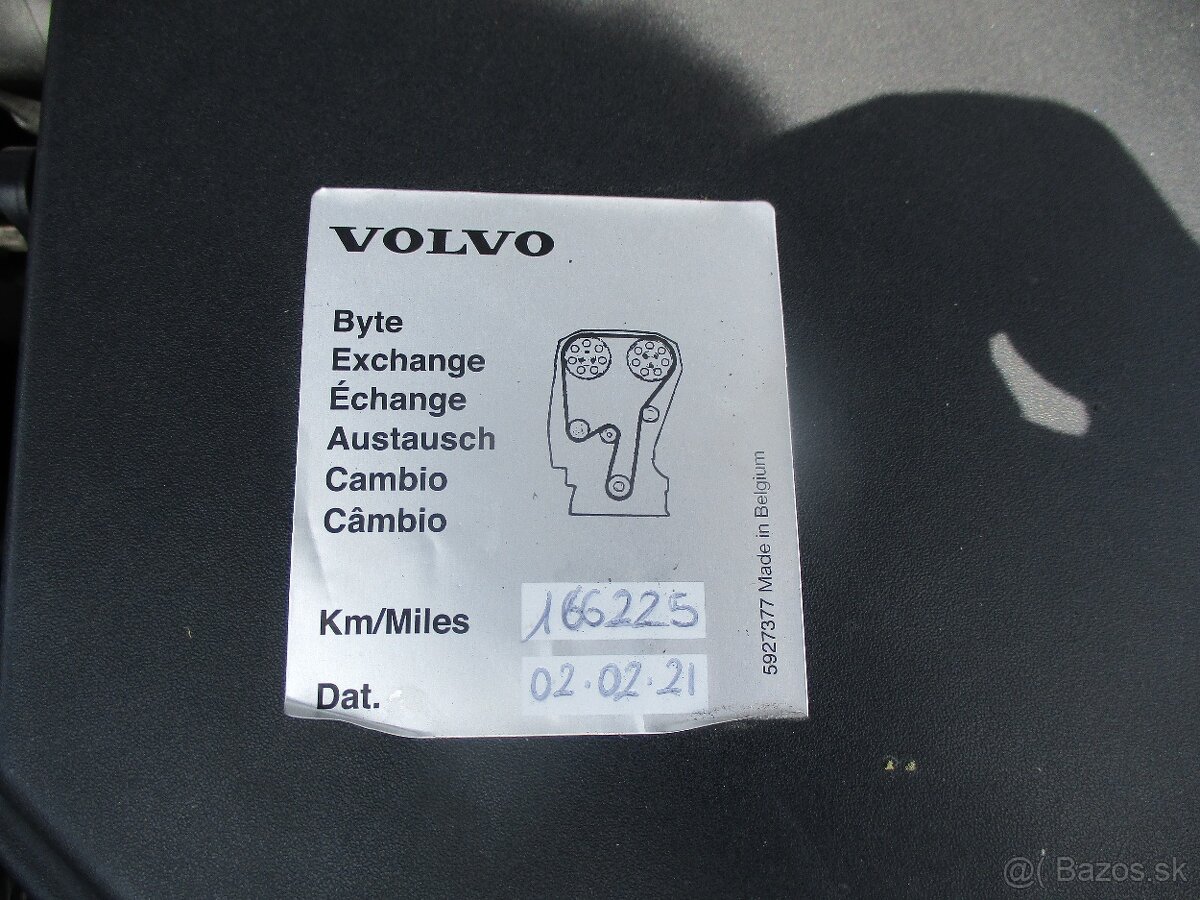 VOLVO
Byte
Exchange
Échange
Austausch
Cambio
Câmbio
Km/Miles 166225
Dat. 02.02.21
5927377 Made in Belgium
@( Bazos.sk